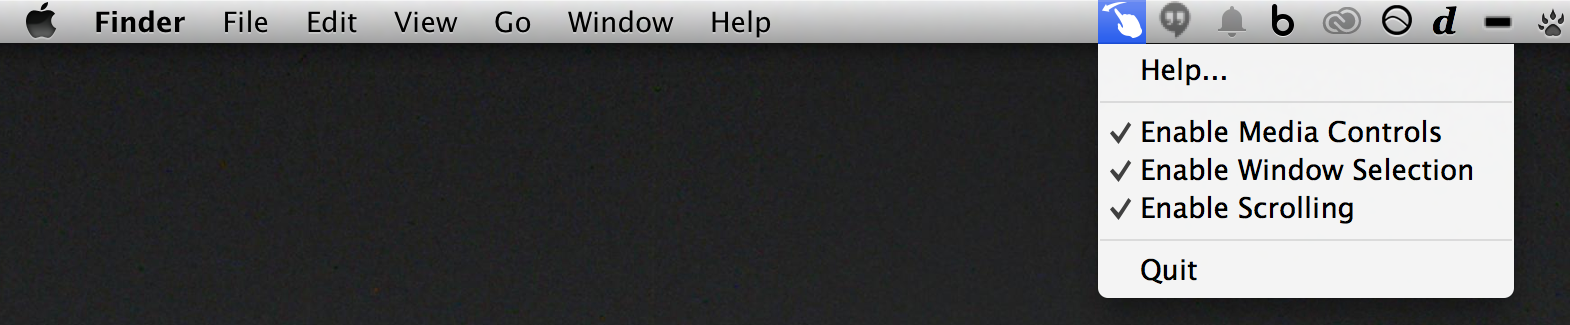 Finder File Edit View Go Window Help b d
Help...
Enable Media Controls
Enable Window Selection
Enable Scrolling
Quit